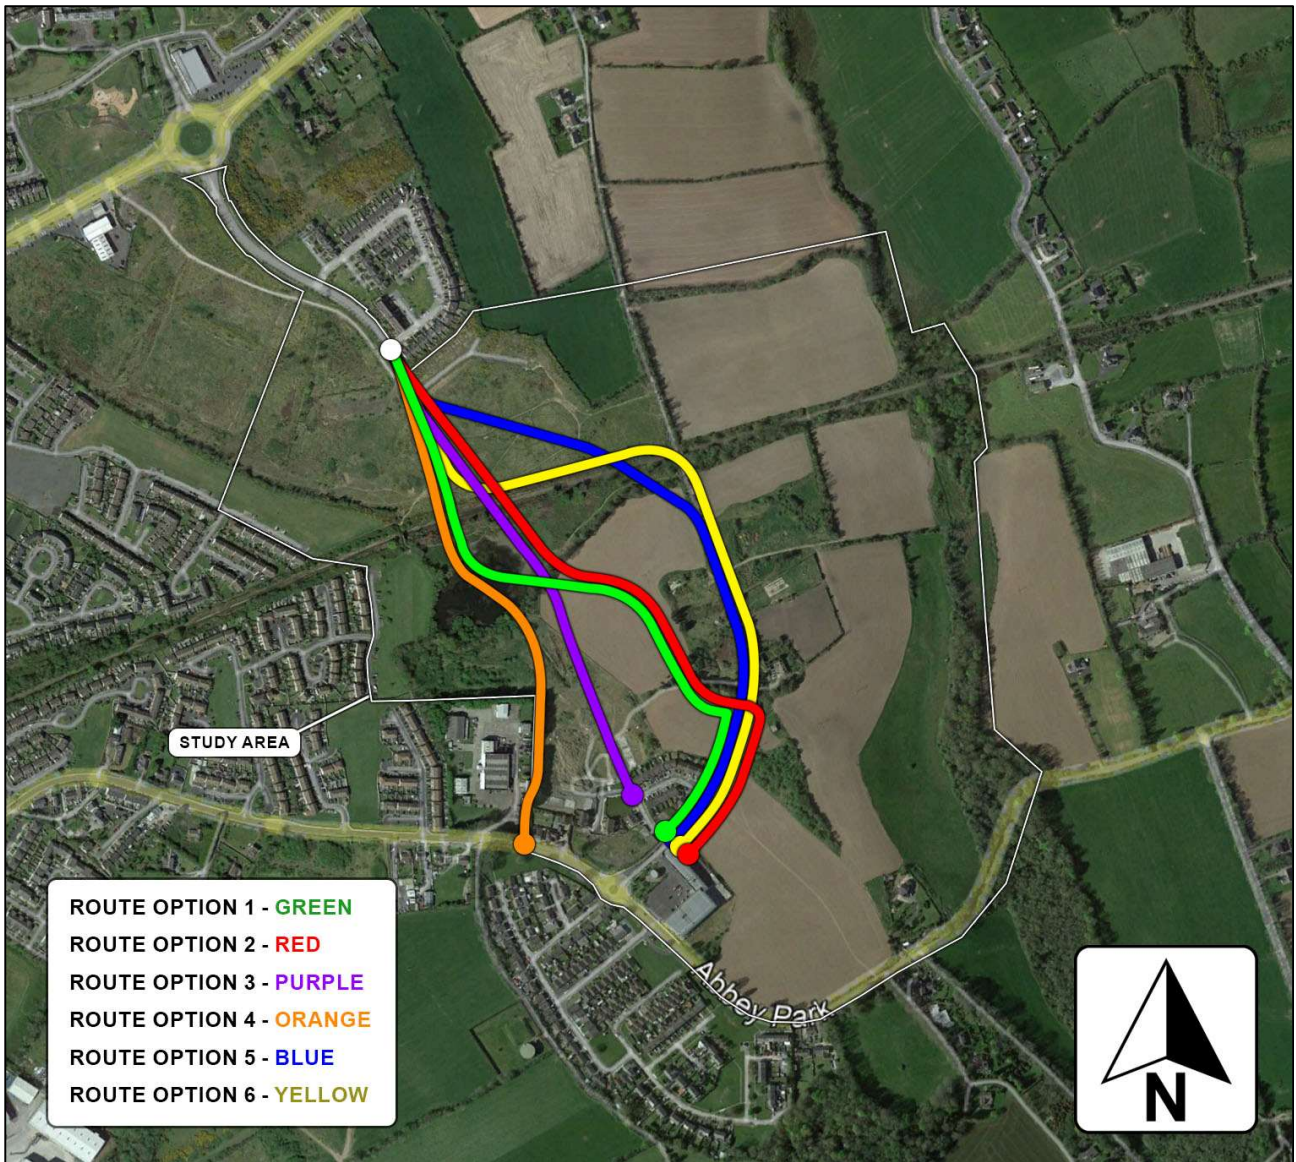 STUDY AREA
ROUTE OPTION 1 - GREEN
ROUTE OPTION 2 - RED
ROUTE OPTION 3 - PURPLE
ROUTE OPTION 4 - ORANGE
ROUTE OPTION 5 - BLUE
ROUTE OPTION 6 - YELLOW
Abbey Park
N